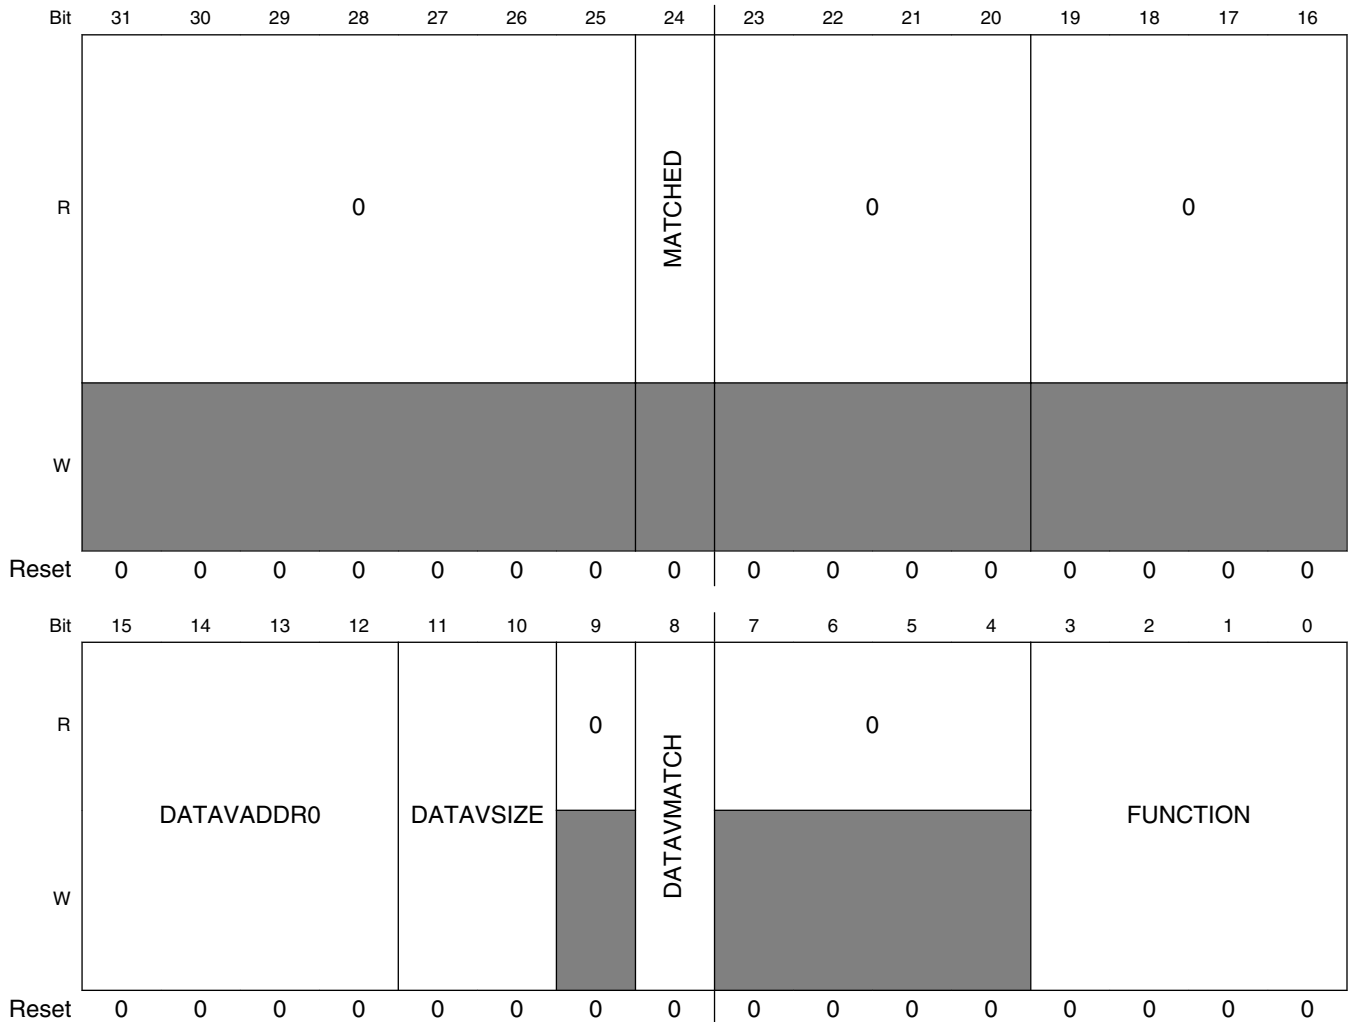 Bit 31 30 29 28 27 26 25 24 23 22 21 20 19 18 17 16
R 0 MATCHED 0 0
W
Reset 0 0 0 0 0 0 0 0 0 0 0 0 0 0 0 0
Bit 15 14 13 12 11 10 9 8 7 6 5 4 3 2 1 0
R 0 0
DATAVADDR0 DATAVSIZE DATAVMATCH FUNCTION
W
Reset 0 0 0 0 0 0 0 0 0 0 0 0 0 0 0 0